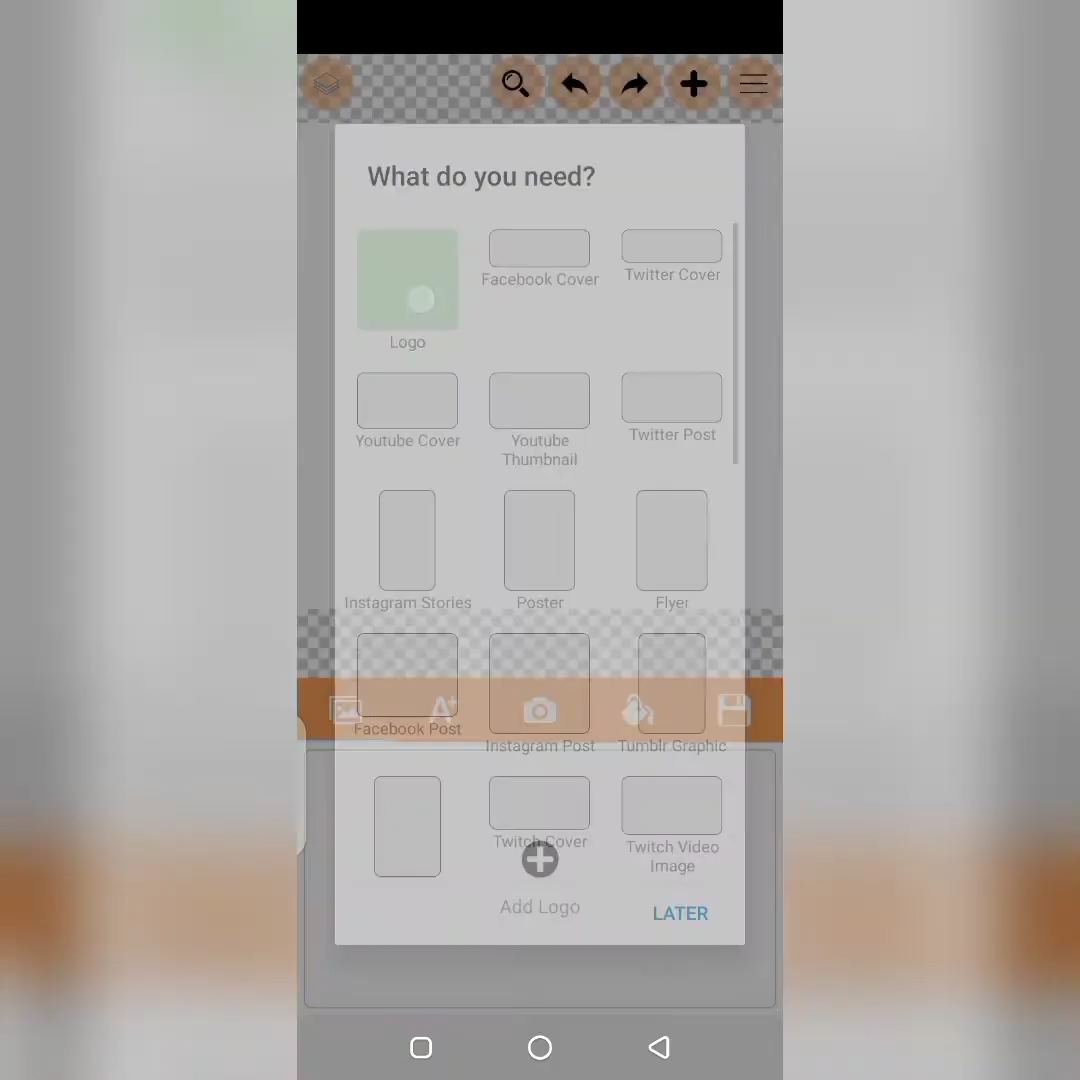 What do you need?
Logo
Facebook Cover
Twitter Cover
Youtube Cover
Youtube
Thumbnail
Twitter Post
Instagram Stories
Poster
Flyer
Facebook Post
Instagram Post
Tumblr Graphic
Twitch Cover
Twitch Video
Image
Add Logo
LATER